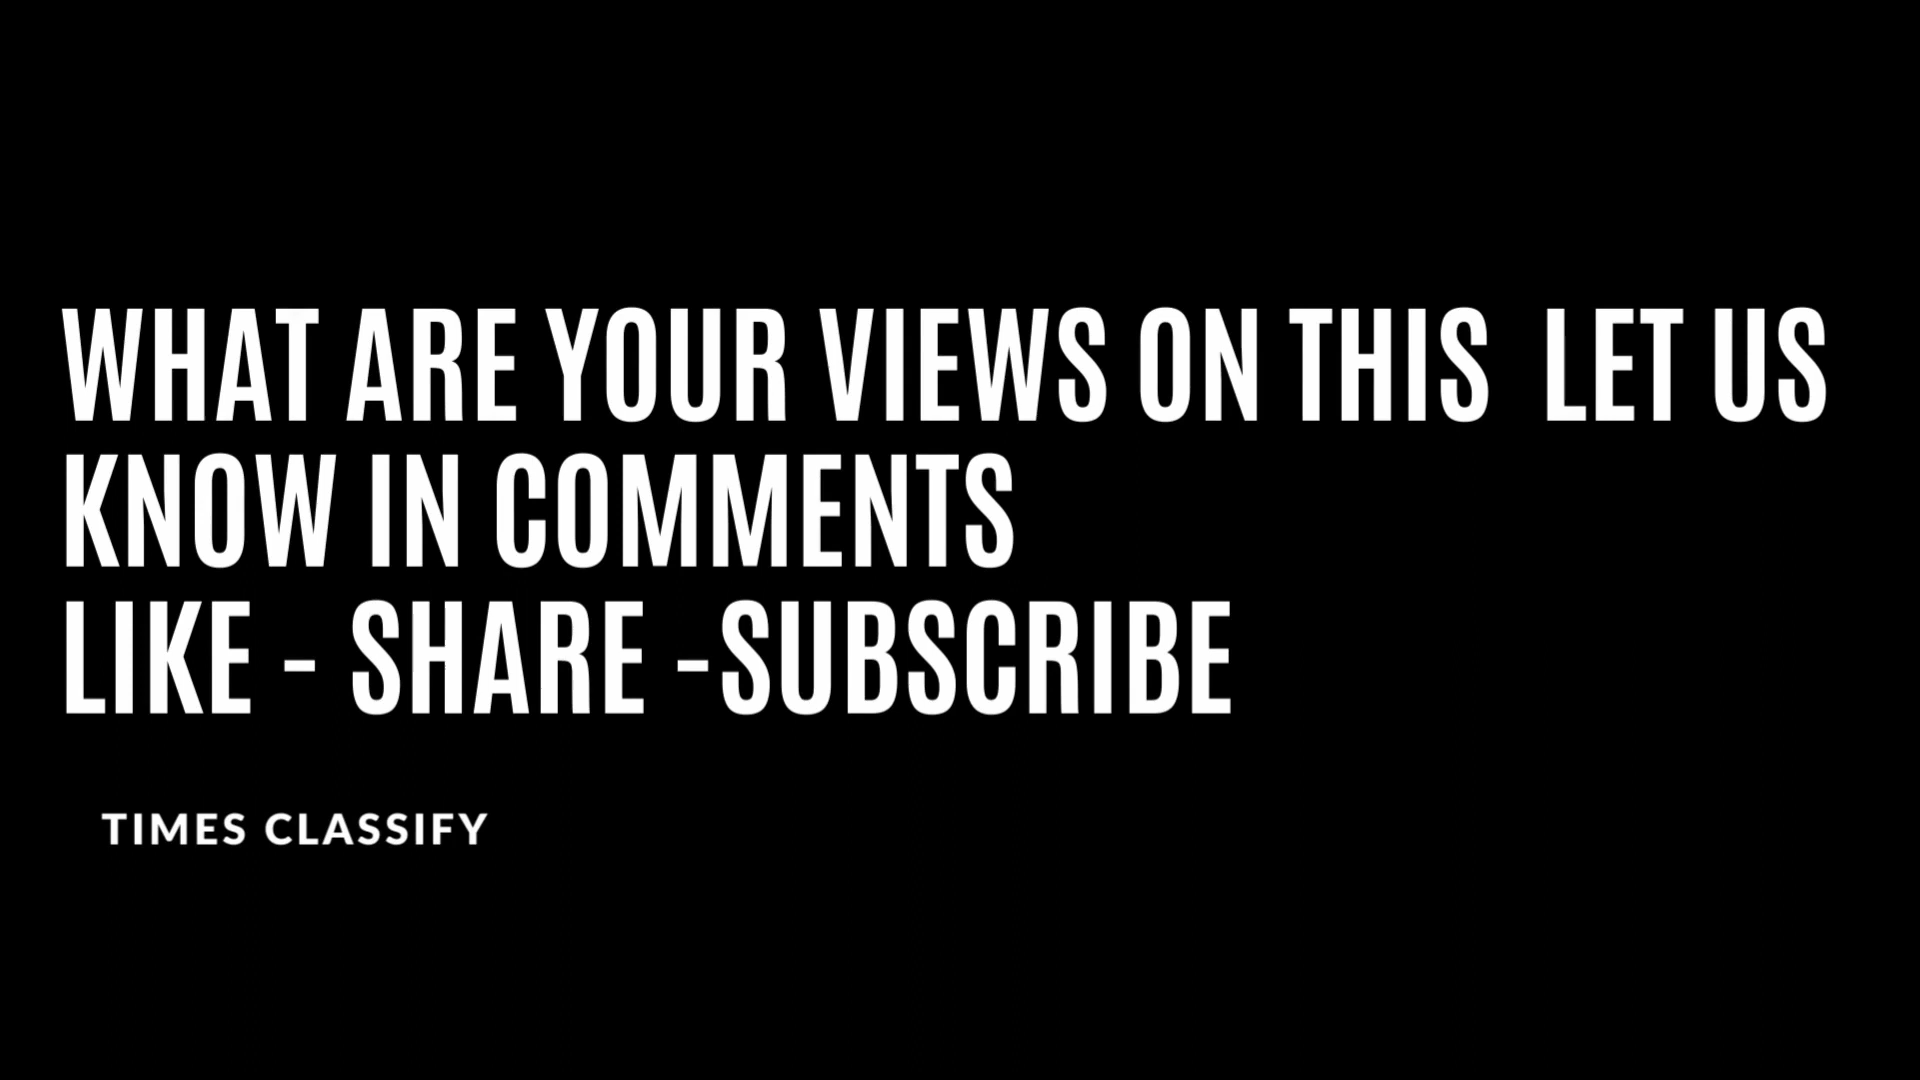 WHAT ARE YOUR VIEWS ON THIS  LET US
KNOW IN COMMENTS
LIKE - SHARE -SUBSCRIBE
TIMES CLASSIFY